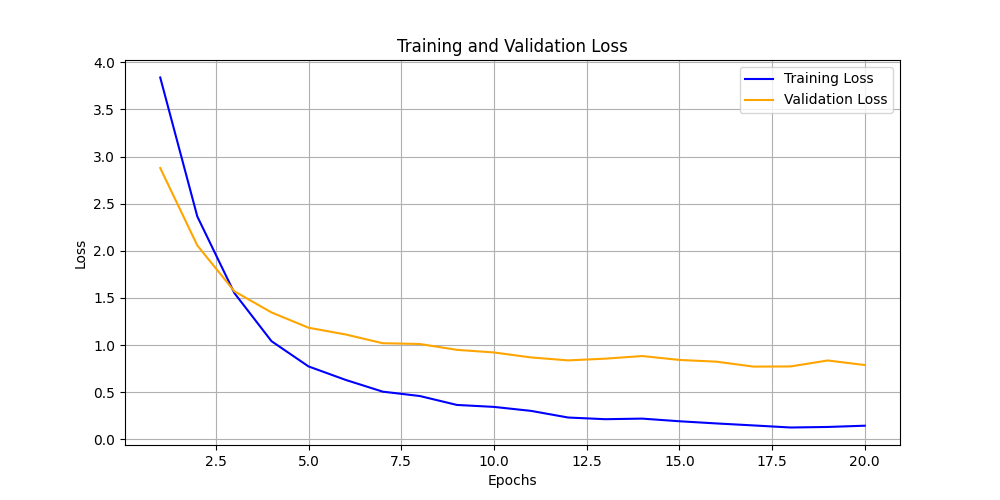 Training and Validation Loss
Training Loss
Validation Loss
Loss
4.0
3.5
3.0
2.5
2.0
1.5
1.0
0.5
0.0
2.5 5.0 7.5 10.0 12.5 15.0 17.5 20.0
Epochs